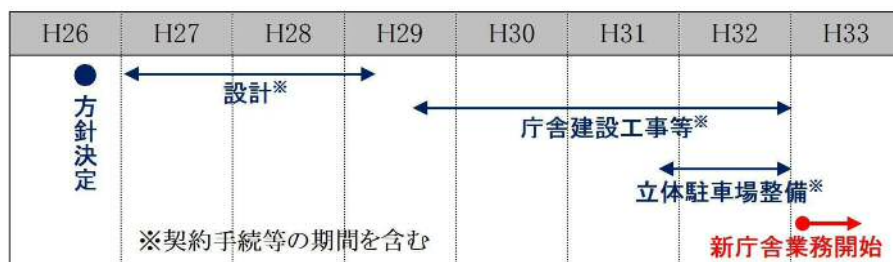 H26 H27 H28 H29 H30 H31 H32 H33
方針決定
設計※
庁舎建設工事等※
立体駐車場整備※
※契約手続等の期間を含む
新庁舎業務開始